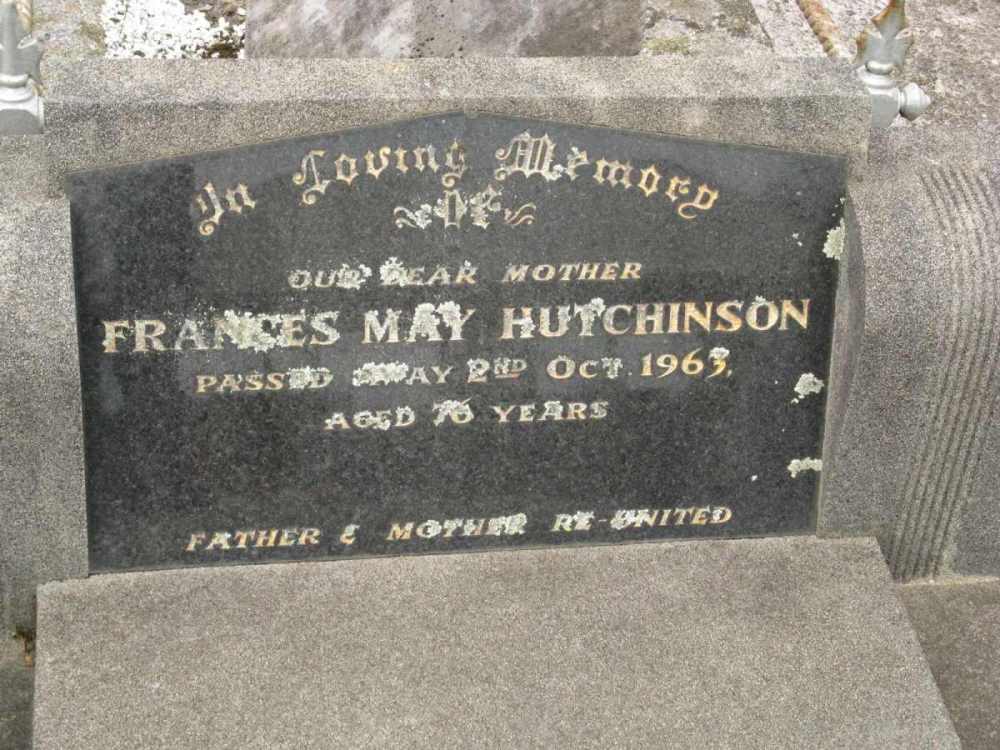 In Loving Memory
OF
OUR DEAR MOTHER
FRANCES MAY HUTCHINSON
PASSED AWAY 2ND OCT. 1963,
AGED 76 YEARS
FATHER & MOTHER RE-UNITED